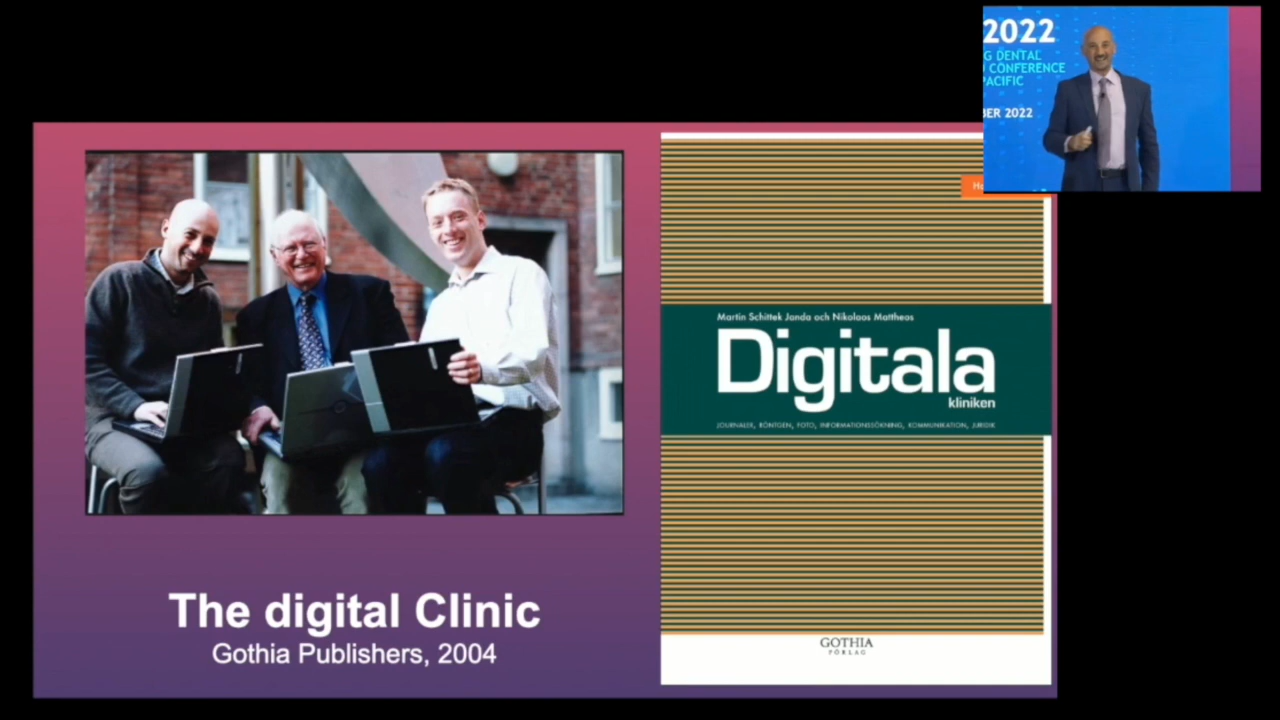 2022
G DENTAL
CONFERENCE
PACIFIC
BER 2022
Martin Schittek Janda och Nikolaos Mattheos
Digitala
kliniken
JOURNALER, RÖNTGEN, FOTO, INFORMATIONSSÖKNING, KOMMUNIKATION, JURIDIK
GOTHIA
FÖRLAG
The digital Clinic
Gothia Publishers, 2004